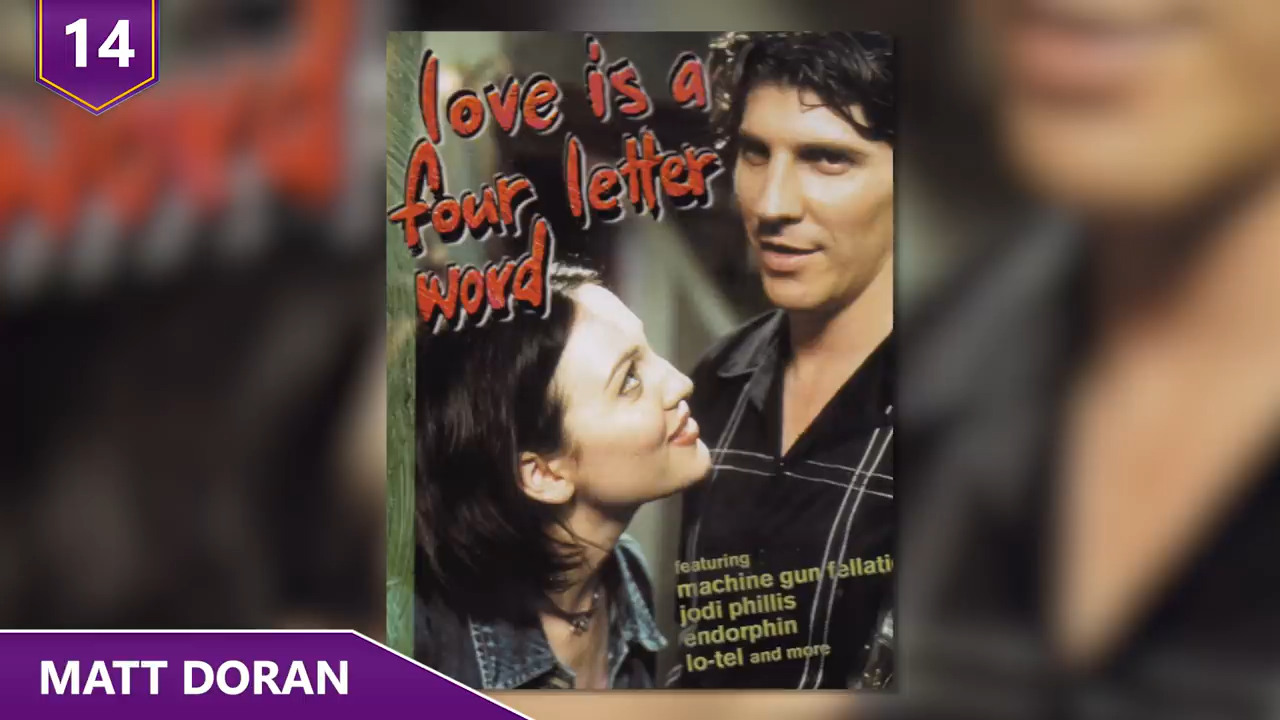 14
love is a
four letter
word
featuring
machine gun fellati
jodi phillis
endorphin
lo-tel and more
MATT DORAN